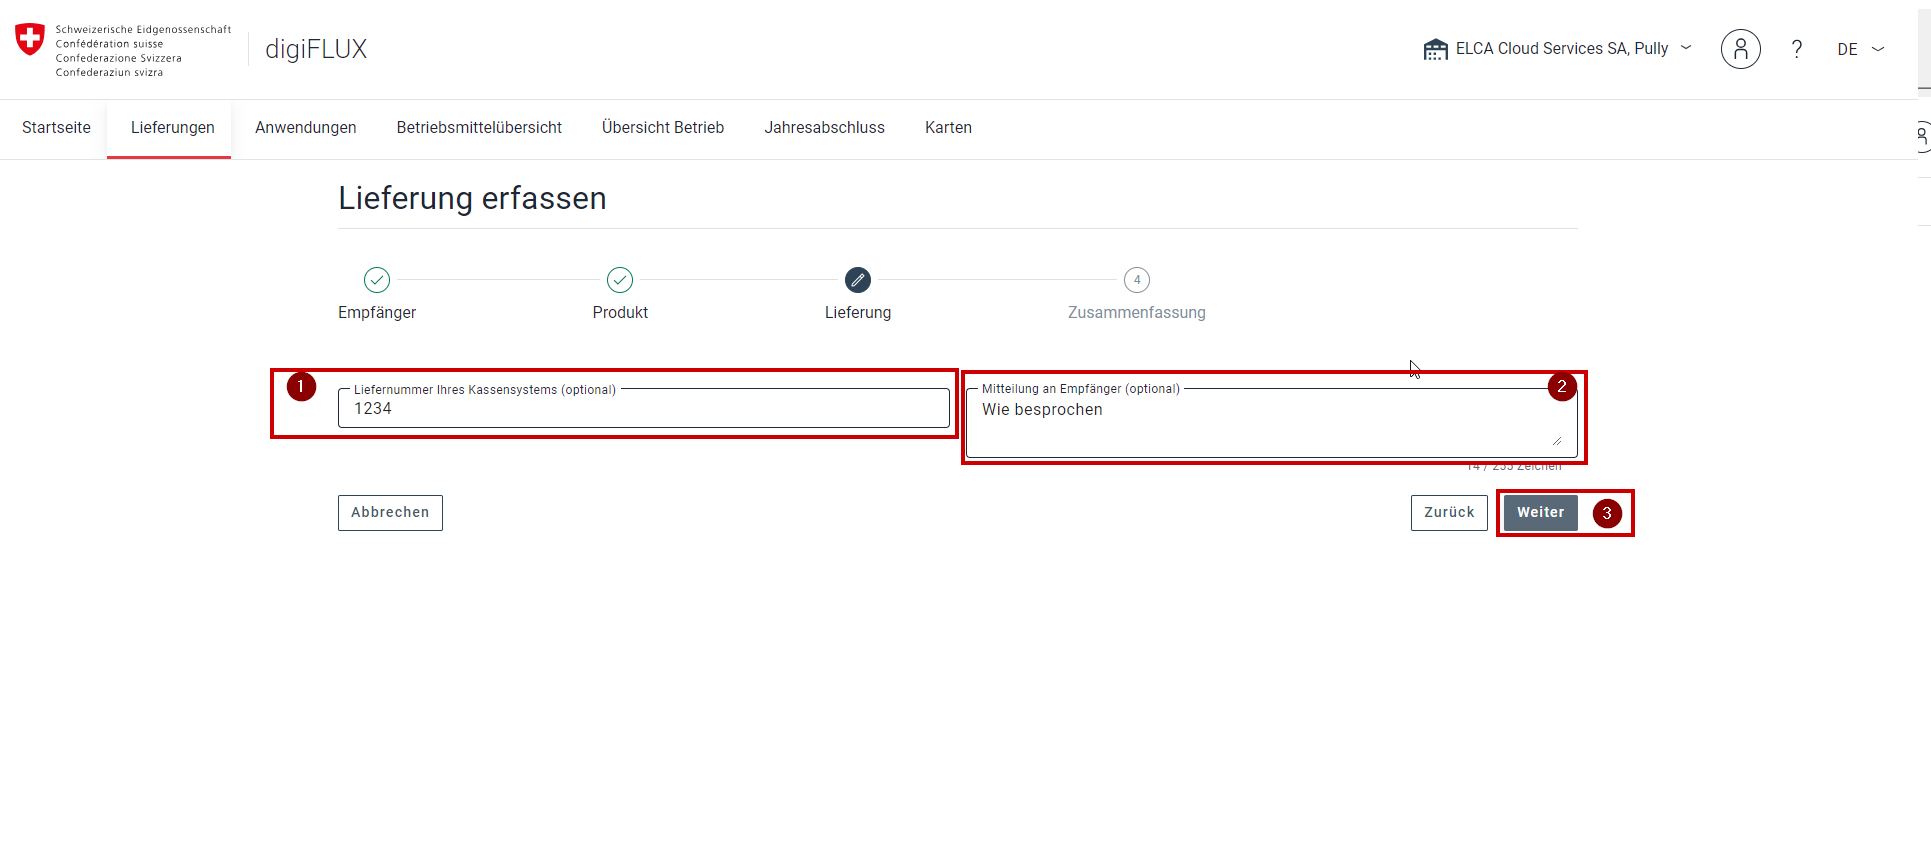 Schweizerische Eidgenossenschaft
Confédération suisse
Confederazione Svizzera
Confederaziun svizra
digiFLUX
ELCA Cloud Services SA, Pully
?
DE
Startseite
Lieferungen
Anwendungen
Betriebsmittelübersicht
Übersicht Betrieb
Jahresabschluss
Karten
Lieferung erfassen
4
Empfänger
Produkt
Lieferung
Zusammenfassung
1
Liefernummer Ihres Kassensystems (optional)
1234
Mitteilung an Empfänger (optional)
2
Wie besprochen
14 / 255 Zeichen
Abbrechen
Zurück
Weiter
3